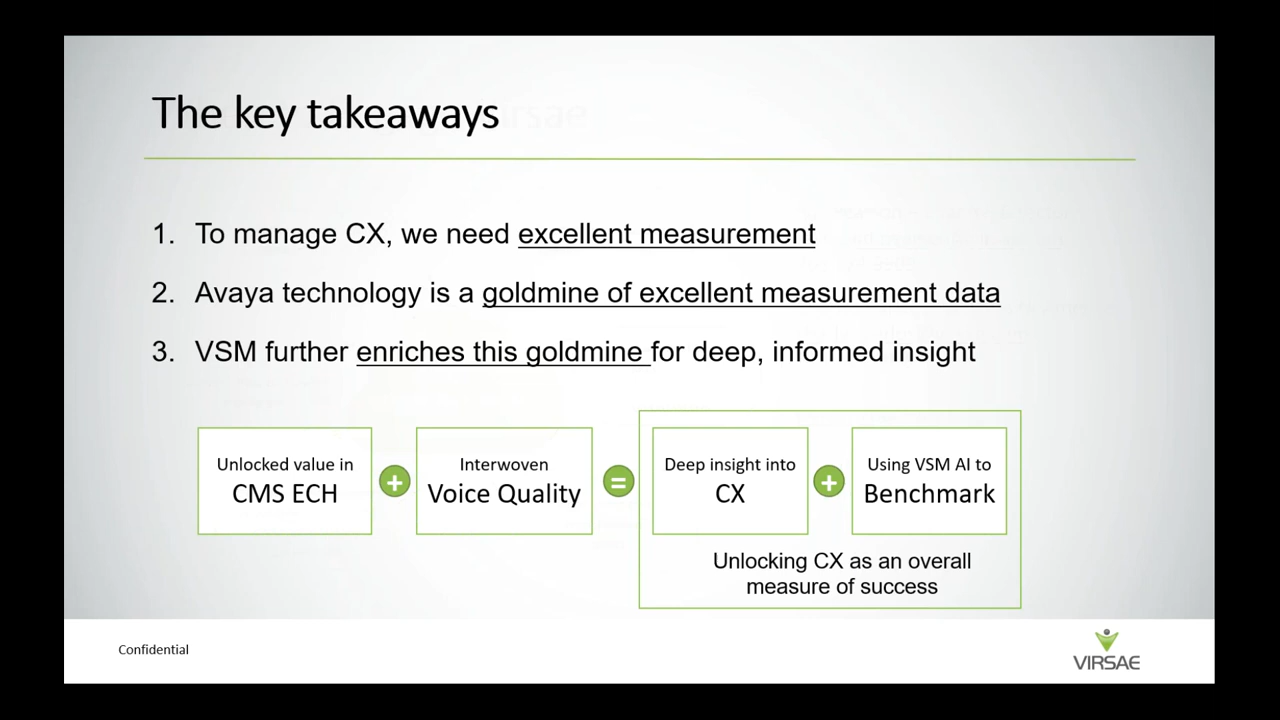 The key takeaways
1. To manage CX, we need excellent measurement
2. Avaya technology is a goldmine of excellent measurement data
3. VSM further enriches this goldmine for deep, informed insight
Unlocked value in
CMS ECH
+
Interwoven
Voice Quality
=
Deep insight into
CX
+
Using VSM AI to
Benchmark
Unlocking CX as an overall
measure of success
Confidential
VIRSAE